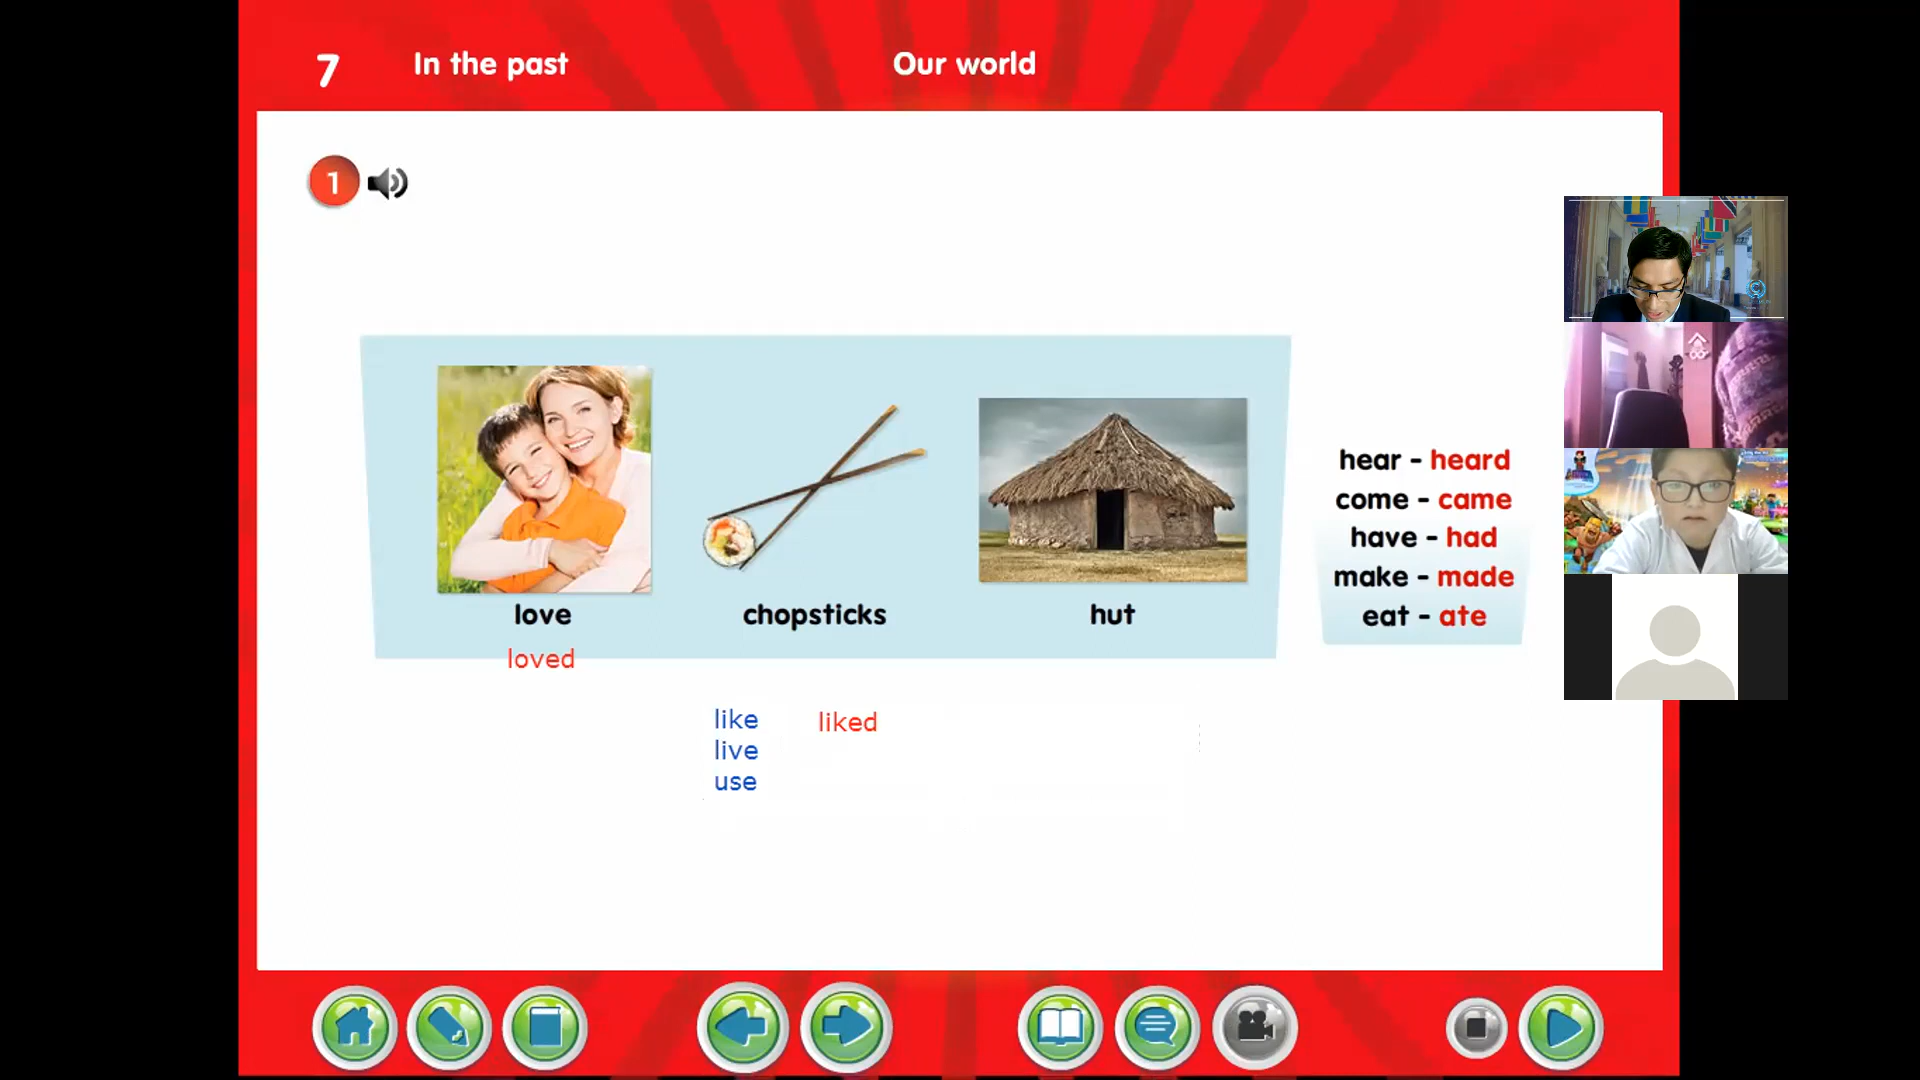 7 In the past Our world
1
love chopsticks hut
loved
hear - heard
come - came
have - had
make - made
eat - ate
like liked
live
use